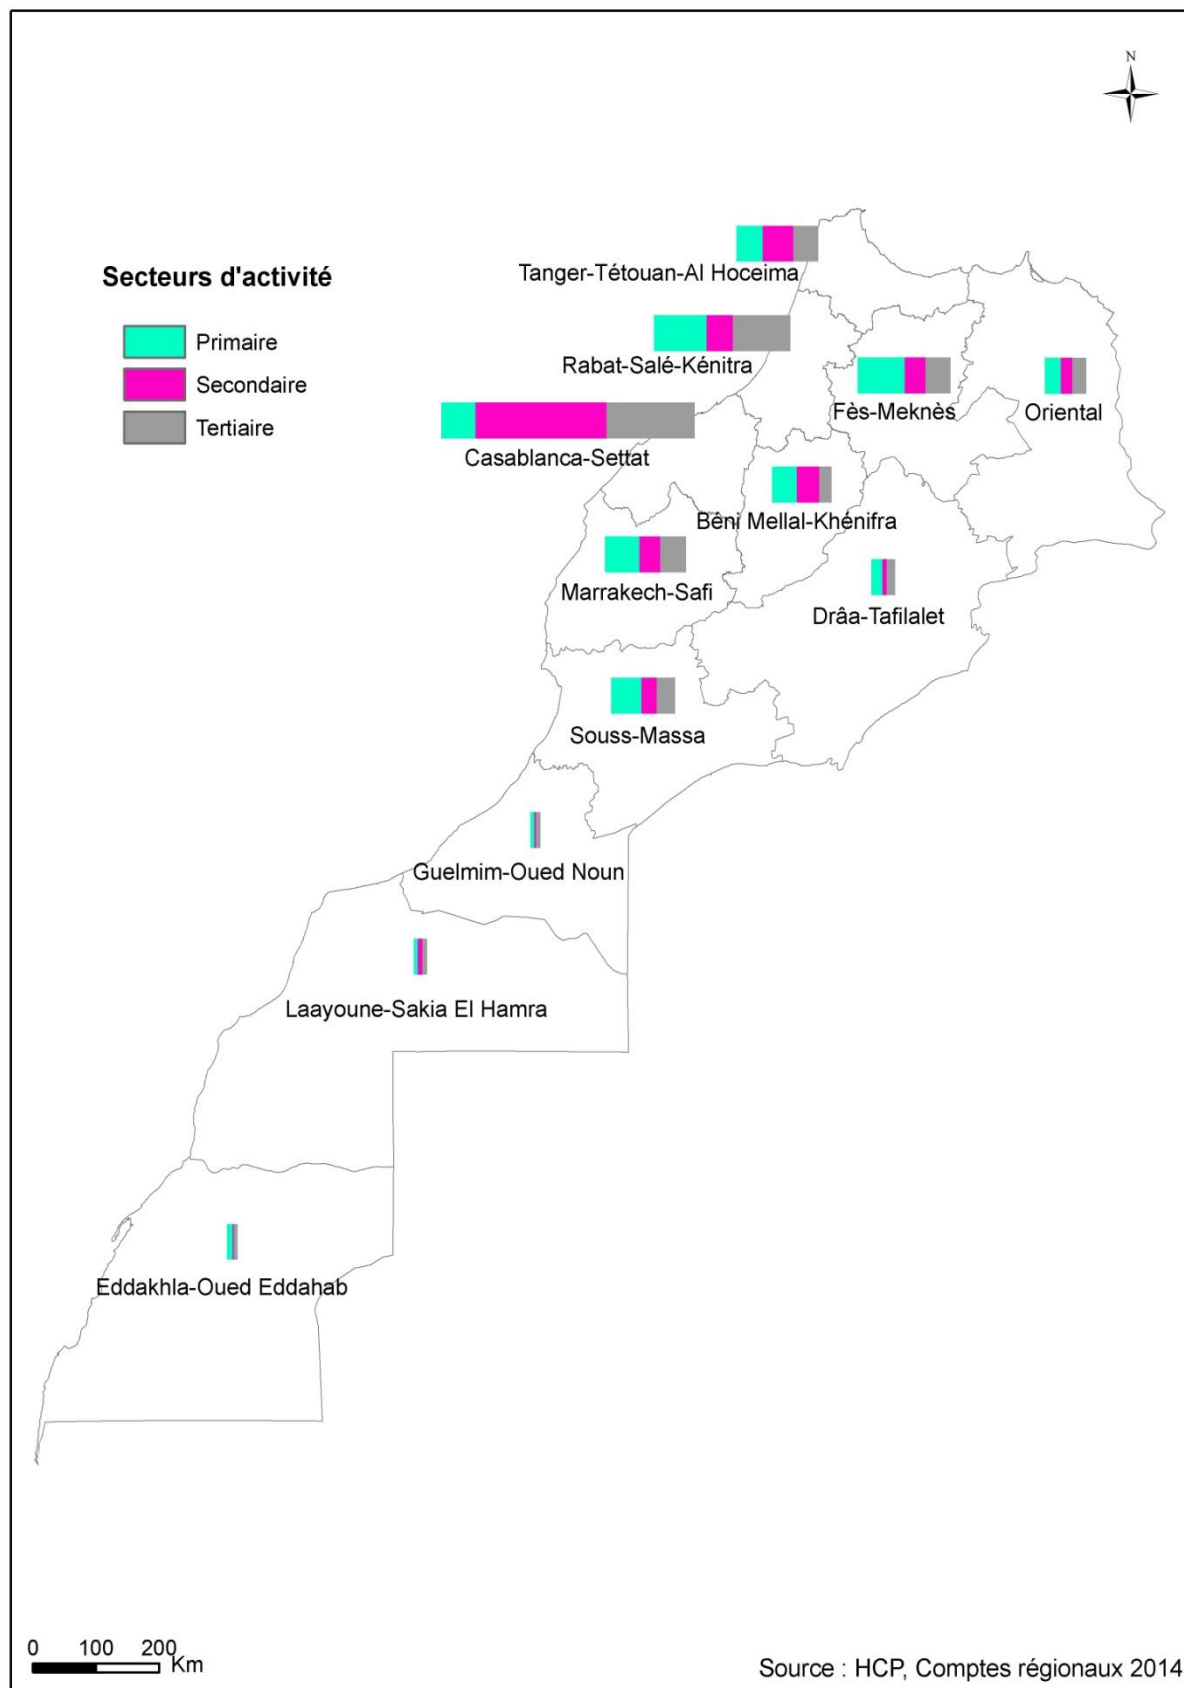 N
Tanger-Tétouan-Al Hoceima
Secteurs d'activité
Primaire
Secondaire
Tertiaire
Rabat-Salé-Kénitra
Fès-Meknès
Oriental
Casablanca-Settat
Béni Mellal-Khénifra
Marrakech-Safi
Drâa-Tafilalet
Souss-Massa
Guelmim-Oued Noun
Laayoune-Sakia El Hamra
Eddakhla-Oued Eddahab
0 100 200
Km
Source : HCP, Comptes régionaux 2014